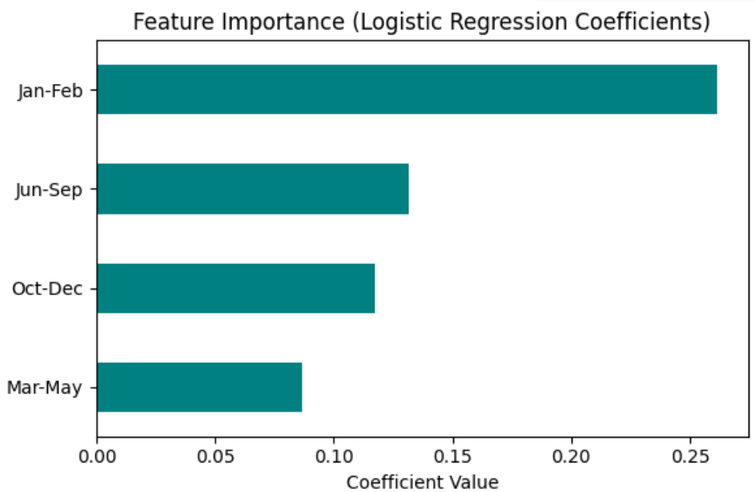 Feature Importance (Logistic Regression Coefficients)
Jan-Feb
Jun-Sep
Oct-Dec
Mar-May
0.00 0.05 0.10 0.15 0.20 0.25
Coefficient Value